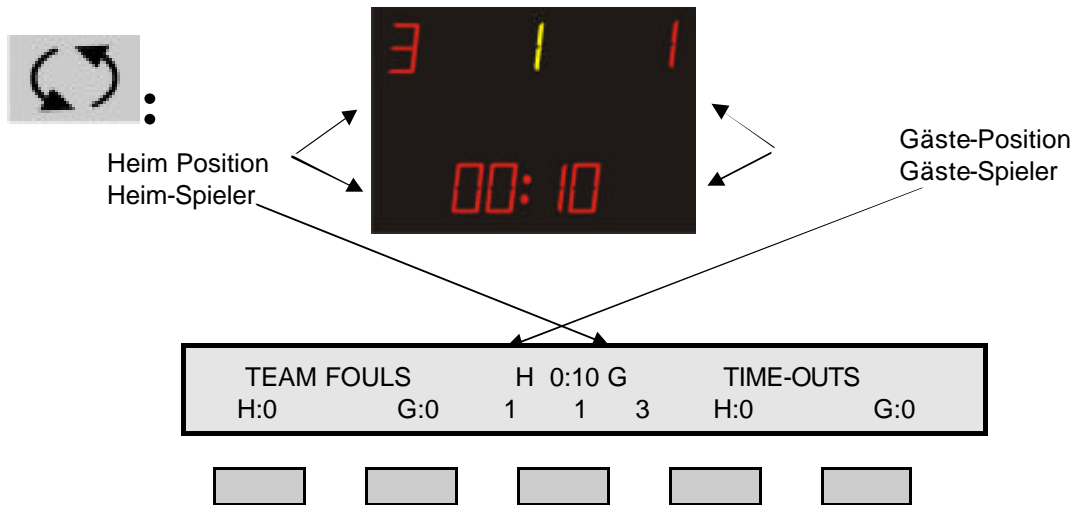 3 1 1
:
Heim Position
Heim-Spieler
00:10
Gäste-Position
Gäste-Spieler
TEAM FOULS H 0:10 G TIME-OUTS
H:0 G:0 1 1 3 H:0 G:0